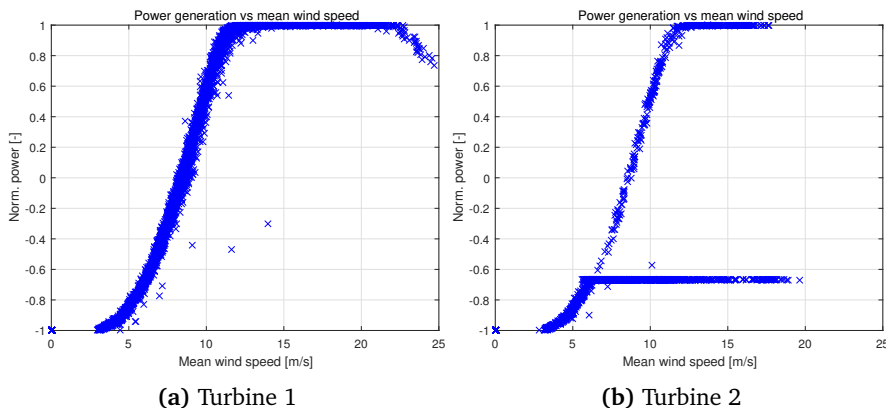 Power generation vs mean wind speed
1
0.8
0.6
0.4
0.2
0
-0.2
-0.4
-0.6
-0.8
-1
Norm. power [-]
0 5 10 15 20 25
Mean wind speed [m/s]
(a) Turbine 1
Power generation vs mean wind speed
1
0.8
0.6
0.4
0.2
0
-0.2
-0.4
-0.6
-0.8
-1
Norm. power [-]
0 5 10 15 20 25
Mean wind speed [m/s]
(b) Turbine 2